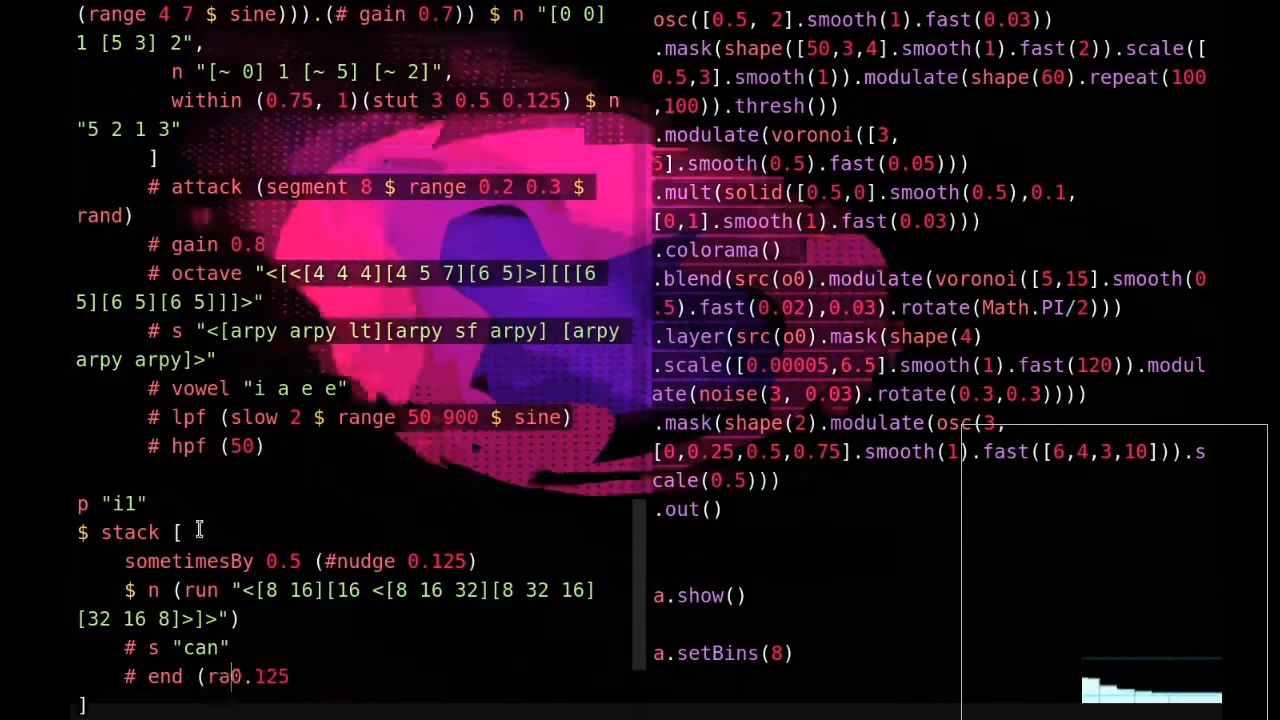 (range 4 7 $ sine))).(# gain 0.7)) $ n "[0 0]
1 [5 3] 2",
n "[~ 0] 1 [~ 5] [~ 2]",
within (0.75, 1)(stut 3 0.5 0.125) $ n
"5 2 1 3"
]
# attack (segment 8 $ range 0.2 0.3 $
rand)
# gain 0.8
# octave "<[<[4 4 4][4 5 7][6 5]>][[[6
5][6 5][6 5]]]>"
# s "<[arpy arpy lt][arpy sf arpy] [arpy
arpy arpy]>"
# vowel "i a e e"
# lpf (slow 2 $ range 50 900 $ sine)
# hpf (50)
p "i1"
$ stack [
sometimesBy 0.5 (#nudge 0.125)
$ n (run "<[8 16][16 <[8 16 32][8 32 16]
[32 16 8]>]>")
# s "can"
# end (ra0.125
]
osc([0.5, 2].smooth(1).fast(0.03))
.mask(shape([50,3,4].smooth(1).fast(2)).scale([
0.5,3].smooth(1)).modulate(shape(60).repeat(100
,100)).thresh())
.modulate(voronoi([3,
5].smooth(0.5).fast(0.05)))
.mult(solid([0.5,0].smooth(0.5),0.1,
[0,1].smooth(1).fast(0.03)))
.colorama()
.blend(src(o0).modulate(voronoi([5,15].smooth(0
.5).fast(0.02),0.03).rotate(Math.PI/2)))
.layer(src(o0).mask(shape(4)
.scale([0.00005,6.5].smooth(1).fast(120)).modul
ate(noise(3, 0.03).rotate(0.3,0.3))))
.mask(shape(2).modulate(osc(3,
[0,0.25,0.5,0.75].smooth(1).fast([6,4,3,10])).s
cale(0.5)))
.out()
a.show()
a.setBins(8)